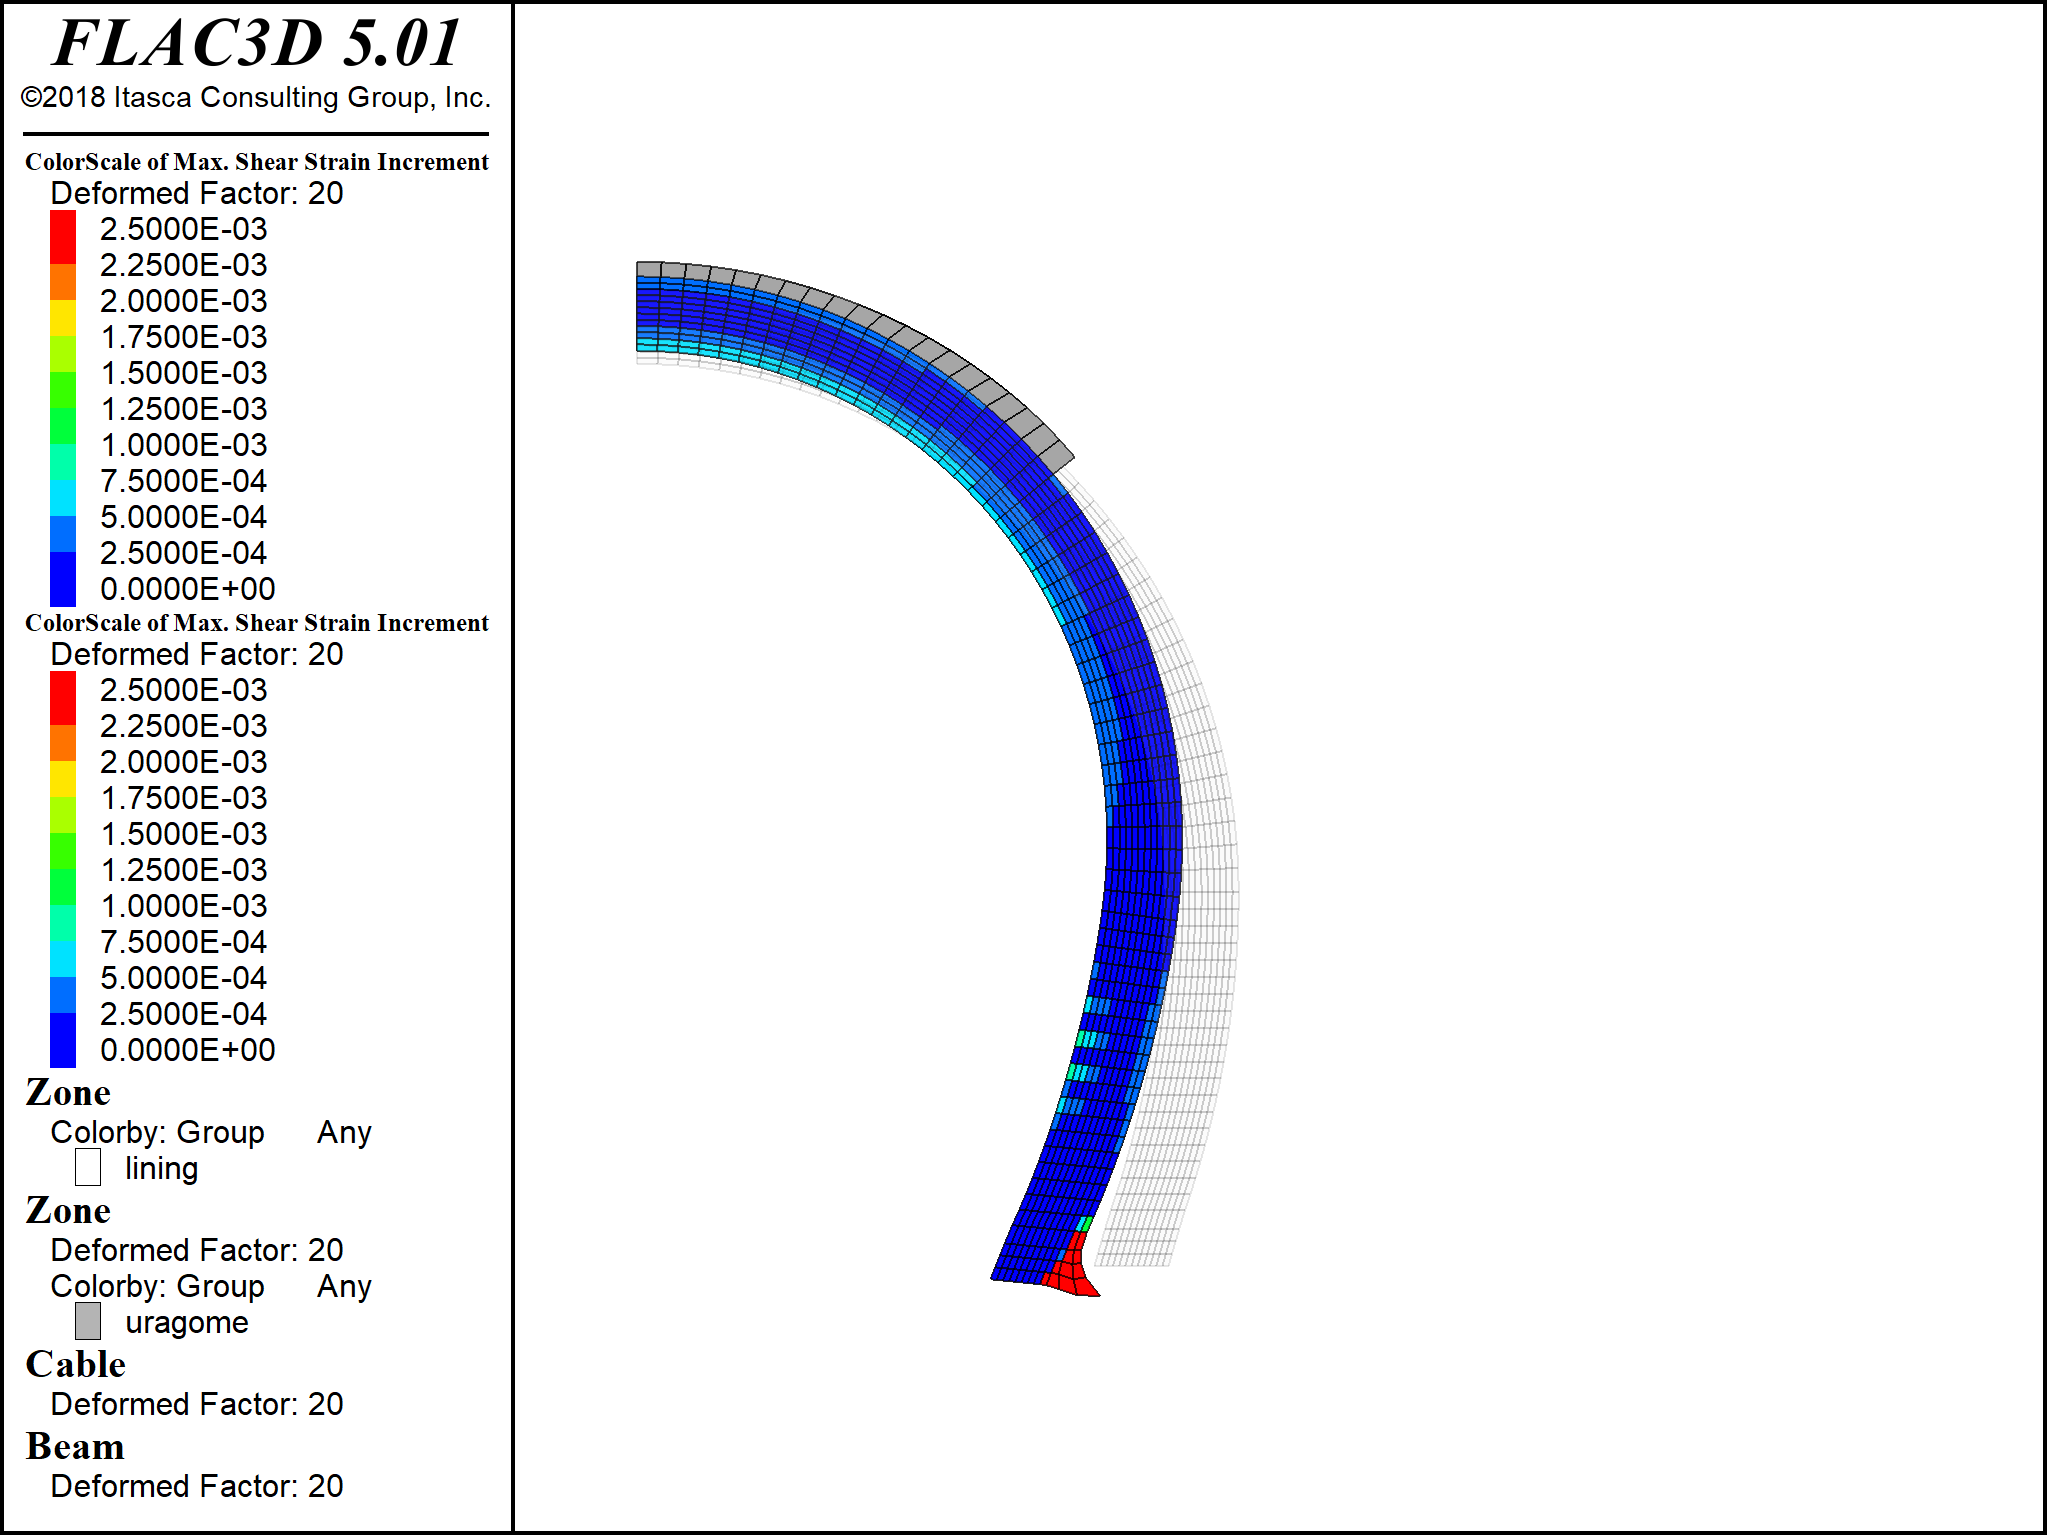 FLAC3D 5.01
©2018 Itasca Consulting Group, Inc.
ColorScale of Max. Shear Strain Increment
Deformed Factor: 20
2.5000E-03
2.2500E-03
2.0000E-03
1.7500E-03
1.5000E-03
1.2500E-03
1.0000E-03
7.5000E-04
5.0000E-04
2.5000E-04
0.0000E+00
ColorScale of Max. Shear Strain Increment
Deformed Factor: 20
2.5000E-03
2.2500E-03
2.0000E-03
1.7500E-03
1.5000E-03
1.2500E-03
1.0000E-03
7.5000E-04
5.0000E-04
2.5000E-04
0.0000E+00
Zone
Colorby: Group Any
lining
Zone
Deformed Factor: 20
Colorby: Group Any
uragome
Cable
Deformed Factor: 20
Beam
Deformed Factor: 20